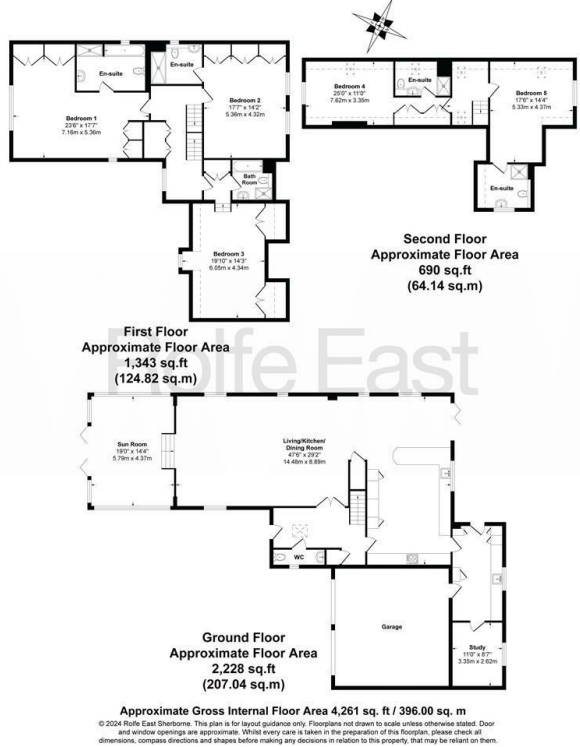 En-suite
En-suite
Bedroom 2
17'7" x 14'2"
5.36m x 4.32m
Bedroom 1
23'6" x 17'7"
7.16m x 5.36m
Bath
Room
Bedroom 3
19'10" x 14'3"
6.05m x 4.34m
Bedroom 4
25'0" x 11'0"
7.62m x 3.35m
En-suite
Bedroom 5
17'6" x 14'4"
5.33m x 4.37m
En-suite
Second Floor
Approximate Floor Area
690 sq.ft
(64.14 sq.m)
First Floor
Approximate Floor Area
1,343 sq.ft
(124.82 sq.m)
Rolfe East
Sun Room
19'0" x 14'4"
5.79m x 4.37m
Living/Kitchen/
Dining Room
47'6" x 29'2"
14.48m x 8.89m
WC
Garage
Study
11'0" x 8'7"
3.35m x 2.62m
Ground Floor
Approximate Floor Area
2,228 sq.ft
(207.04 sq.m)
Approximate Gross Internal Floor Area 4,261 sq. ft / 396.00 sq. m
© 2024 Rolfe East Sherborne. This plan is for layout guidance only. Floorplans not drawn to scale unless otherwise stated. Door
and window openings are approximate. Whilst every care is taken in the preparation of this floorplan, please check all
dimensions, compass directions and shapes before making any decisions in relation to this property, that may be reliant on them.